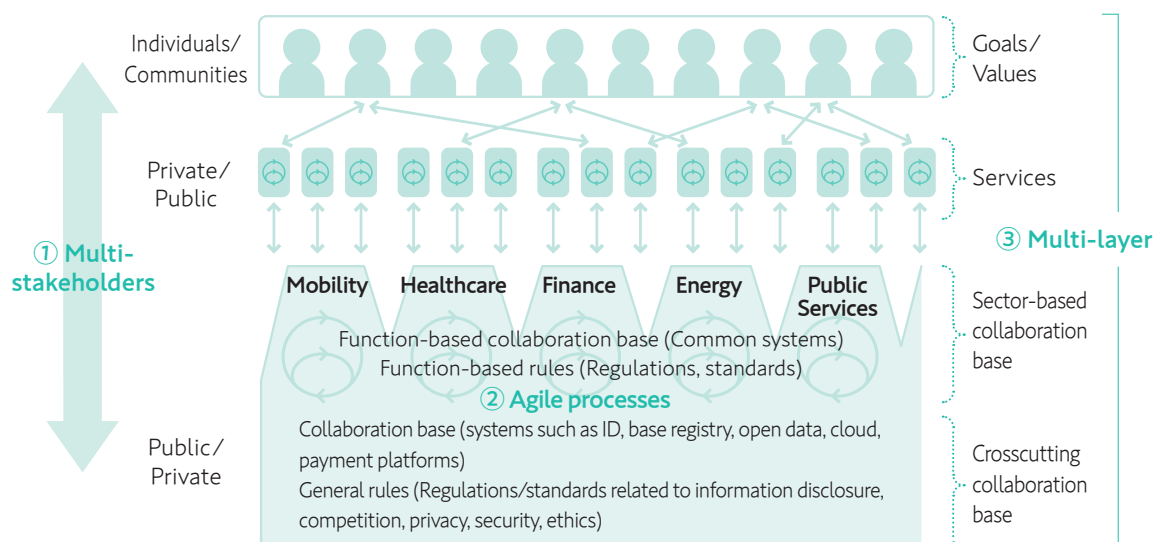 Individuals/
Communities
Goals/
Values
Private/
Public
Services
① Multi-
stakeholders
③ Multi-layer
Mobility
Healthcare
Finance
Energy
Public
Services
Function-based collaboration base (Common systems)
Function-based rules (Regulations, standards)
Sector-based
collaboration
base
② Agile processes
Public/
Private
Collaboration base (systems such as ID, base registry, open data, cloud,
payment platforms)
General rules (Regulations/standards related to information disclosure,
competition, privacy, security, ethics)
Crosscutting
collaboration
base